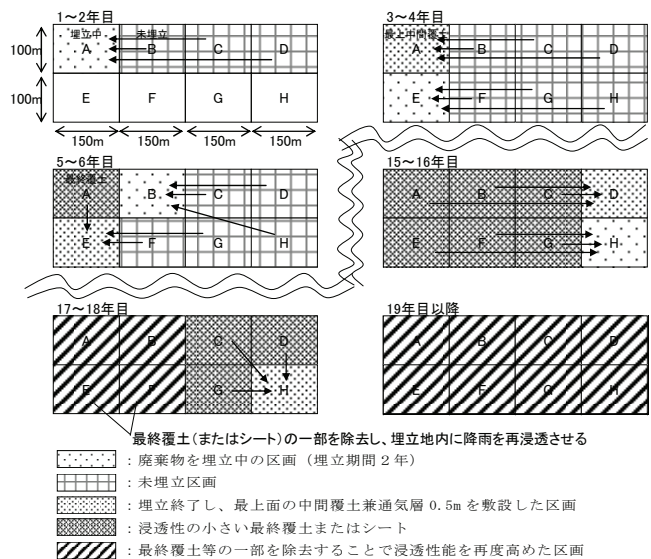 1～2年目
埋立中 未埋立
A B C D
100m
E F G H
100m
150m 150m 150m 150m
3～4年目
最上中間覆土
A B C D
E F G H
5～6年目
最終覆土
A B C D
E F G H
15～16年目
A B C D
E F G H
17～18年目
A B C D
E F G H
19年目以降
A B C D
E F G H
最終覆土(またはシート)の一部を除去し、埋立地内に降雨を再浸透させる
：廃棄物を埋立中の区画（埋立期間２年）
：未埋立区画
：埋立終了し、最上面の中間覆土兼通気層 0.5m を敷設した区画
：浸透性の小さい最終覆土またはシート
：最終覆土等の一部を除去することで浸透性能を再度高めた区画